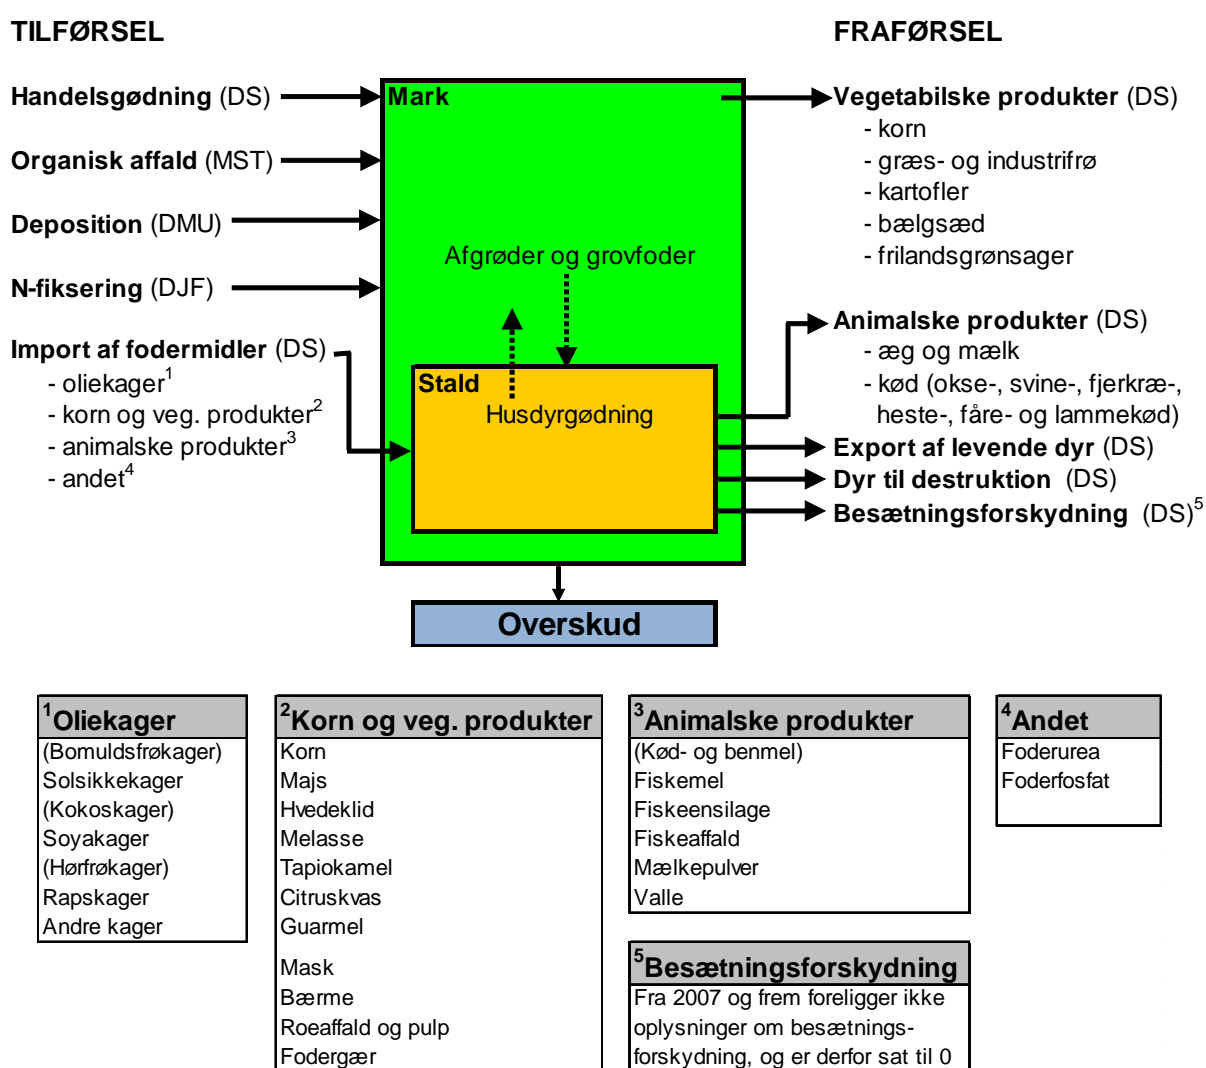 TILFØRSEL
Handelsgødning (DS)
Organisk affald (MST)
Deposition (DMU)
N-fiksering (DJF)
Import af fodermidler (DS)
- oliekager1
- korn og veg. produkter2
- animalske produkter3
- andet4
Mark
Afgrøder og grovfoder
Stald
Husdyrgødning
Overskud
FRAFØRSEL
Vegetabilske produkter (DS)
- korn
- græs- og industrifrø
- kartofler
- bælgsæd
- frilandsgrønsager
Animalske produkter (DS)
- æg og mælk
- kød (okse-, svine-, fjerkræ-,
heste-, fåre- og lammekød)
Export af levende dyr (DS)
Dyr til destruktion (DS)
Besætningsforskydning (DS)5
1Oliekager
(Bomuldsfrøkager)
Solsikkekager
(Kokoskager)
Soyakager
(Hørfrøkager)
Rapskager
Andre kager
2Korn og veg. produkter
Korn
Majs
Hvedeklid
Melasse
Tapiokamel
Citruskvas
Guarmel
Mask
Bærme
Roeaffald og pulp
Fodergær
3Animalske produkter
(Kød- og benmel)
Fiskemel
Fiskeensilage
Fiskeaffald
Mælkepulver
Valle
4Andet
Foderurea
Foderfosfat
5Besætningsforskydning
Fra 2007 og frem foreligger ikke
oplysninger om besætnings-
forskydning, og er derfor sat til 0